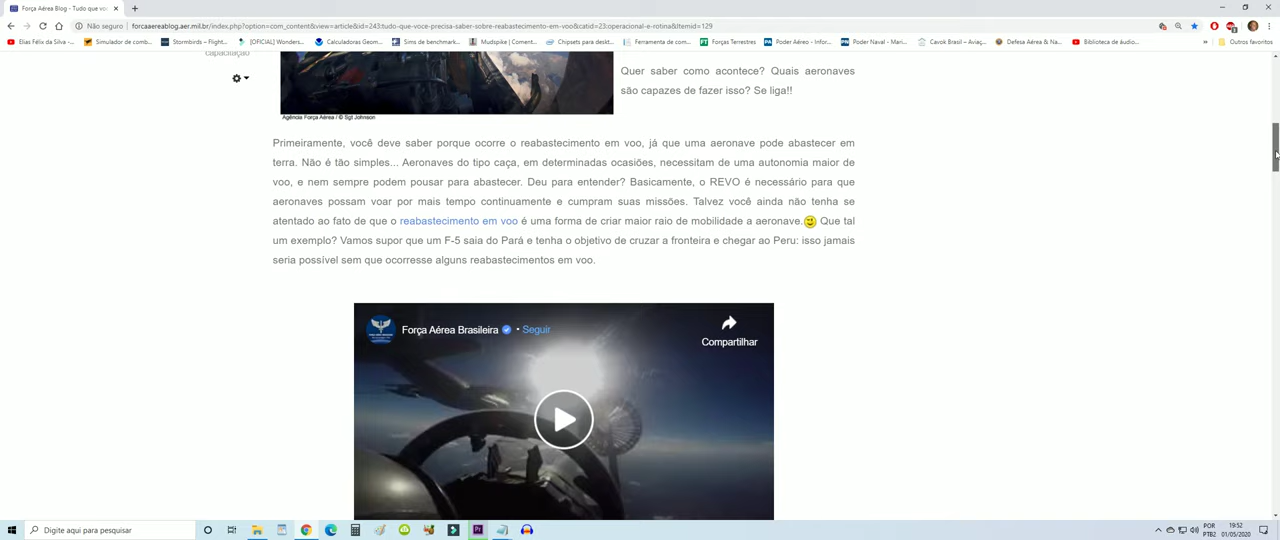 Força Aérea Blog - Tudo que voc
Não seguro
forcaaereablog.aer.mil.br/index.php?option=com_content&view=article&id=243:tudo-que-voce-precisa-saber-sobre-reabastecimento-em-voo&catid=23:operacional-e-rotina&Itemid=129
Elias Félix da Silva -... Simulador de comb... Stormbirds – Flight... [OFICIAL] Wonders... Calculadoras Geom... Sims de benchmark... Mudspike | Coment... Chipsets para deskt... Ferramenta de com... Forças Terrestres Poder Aéreo - Infor... Poder Naval – Mari... Cavok Brasil – Aviaç... Defesa Aérea & Na... Biblioteca de áudio... » Outros favoritos
capacitação
Quer saber como acontece? Quais aeronaves
são capazes de fazer isso? Se liga!!
Agência Força Aérea / © Sgt Johnson
Primeiramente, você deve saber porque ocorre o reabastecimento em voo, já que uma aeronave pode abastecer em
terra. Não é tão simples... Aeronaves do tipo caça, em determinadas ocasiões, necessitam de uma autonomia maior de
voo, e nem sempre podem pousar para abastecer. Deu para entender? Basicamente, o REVO é necessário para que
aeronaves possam voar por mais tempo continuamente e cumpram suas missões. Talvez você ainda não tenha se
atentado ao fato de que o reabastecimento em voo é uma forma de criar maior raio de mobilidade a aeronave. Que tal
um exemplo? Vamos supor que um F-5 saia do Pará e tenha o objetivo de cruzar a fronteira e chegar ao Peru: isso jamais
seria possível sem que ocorresse alguns reabastecimentos em voo.
Força Aérea Brasileira • Seguir
Compartilhar
Digite aqui para pesquisar
POR 19:52
PTB2 01/05/2020